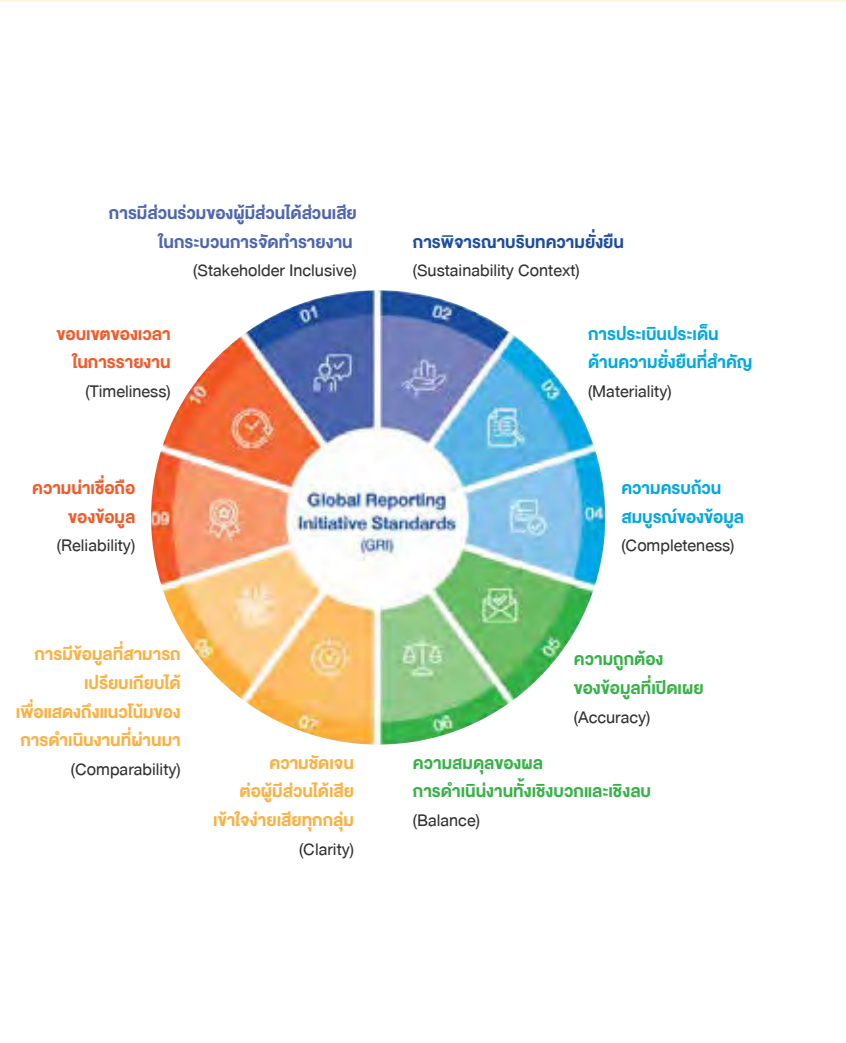 การมีส่วนร่วมของผู้มีส่วนได้ส่วนเสีย
ในกระบวนการจัดทำรายงาน
(Stakeholder Inclusive)
01
การพิจารณาบริบทความยั่งยืน
(Sustainability Context)
02
การประเมินประเด็น
ด้านความยั่งยืนที่สำคัญ
(Materiality)
03
ความครบถ้วน
สมบูรณ์ของข้อมูล
(Completeness)
04
ความถูกต้อง
ของข้อมูลที่เปิดเผย
(Accuracy)
05
ความสมดุลของผล
การดำเนิน่งานทั้งเชิงบวกและเชิงลบ
(Balance)
06
ความชัดเจน
ต่อผู้มีส่วนได้เสีย
เข้าใจง่ายเสียทุกกลุ่ม
(Clarity)
07
การมีข้อมูลที่สามารถ
เปรียบเทียบได้
เพื่อแสดงถึงแนวโน้มของ
การดำเนินงานที่ผ่านมา
(Comparability)
08
ความน่าเชื่อถือ
ของข้อมูล
(Reliability)
09
ขอบเขตของเวลา
ในการรายงาน
(Timeliness)
10
Global Reporting
Initiative Standards
(GRI)